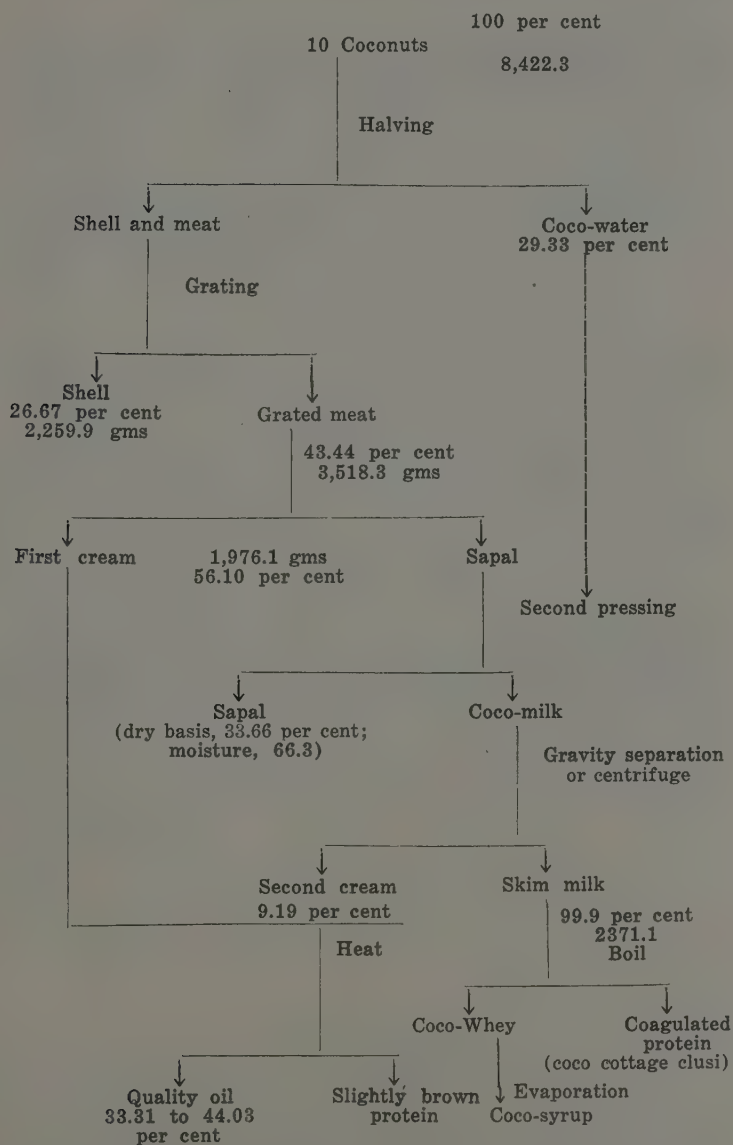 100 per cent
10 Coconuts
8,422.3
Halving
Shell and meat
Coco-water
29.33 per cent
Grating
Shell
26.67 per cent
2,259.9 gms
Grated meat
43.44 per cent
3,518.3 gms
First cream
1,976.1 gms
56.10 per cent
Sapal
Second pressing
Sapal
(dry basis, 33.66 per cent;
moisture, 66.3)
Coco-milk
Gravity separation
or centrifuge
Second cream
9.19 per cent
Skim milk
99.9 per cent
2371.1
Boil
Heat
Coco-Whey
Coagulated
protein
(coco cottage clusi)
Quality oil
33.31 to 44.03
per cent
Slightly brown
protein
Evaporation
Coco-syrup